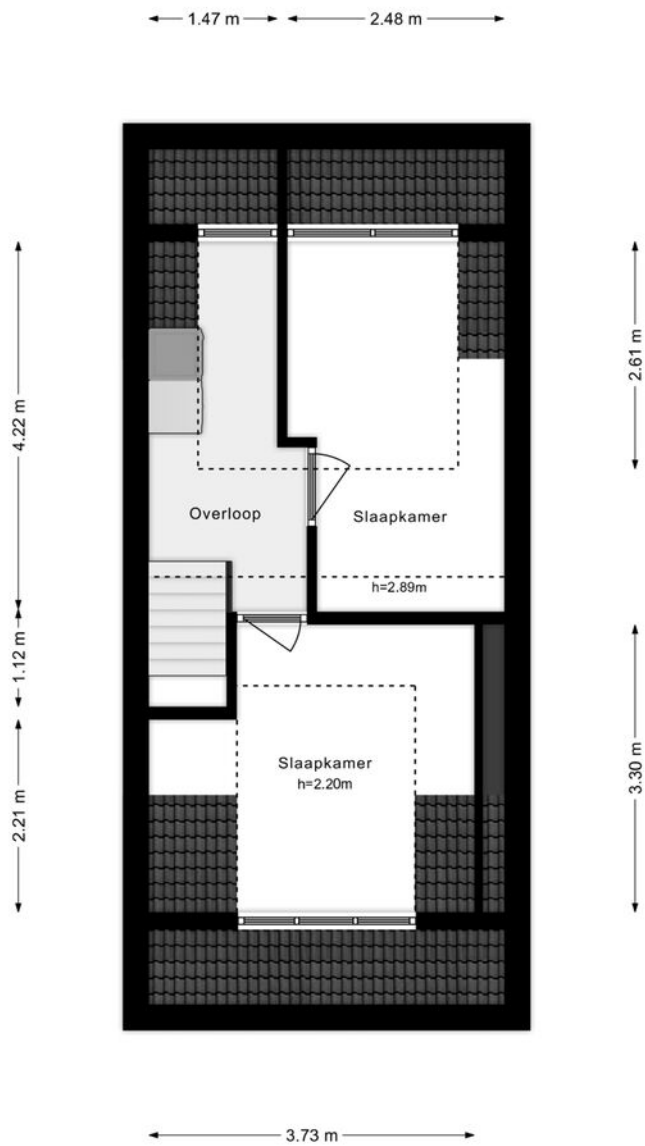 1.47 m
2.48 m
4.22 m
2.61 m
Overloop
Slaapkamer
h=2.89m
1.12 m
Slaapkamer
h=2.20m
3.30 m
2.21 m
3.73 m